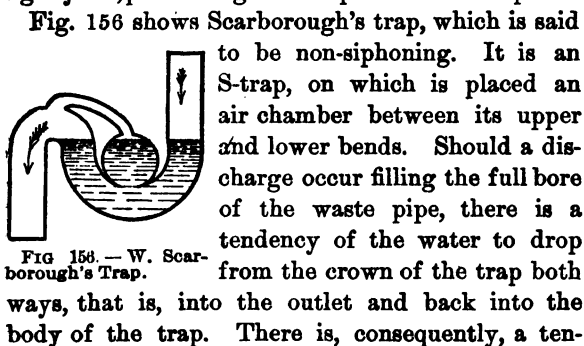 Fig. 156 shows Scarborough's trap, which is said
to be non-siphoning. It is an
S-trap, on which is placed an
air chamber between its upper
and lower bends. Should a dis-
charge occur filling the full bore
of the waste pipe, there is a
tendency of the water to drop
from the crown of the trap both
ways, that is, into the outlet and back into the
body of the trap. There is, consequently, a ten-
FIG 156. — W. Scar-
borough's Trap.